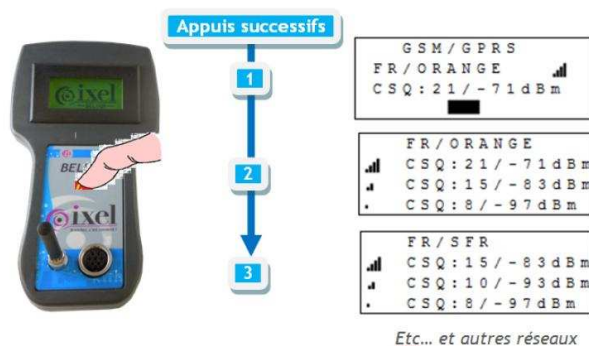 Appuis successifs
1
2
3
ixel
BEL
ixel
GSM/GPRS
FR/ORANGE
CSQ:21/-71dBm
FR/ORANGE
CSQ:21/-71dBm
CSQ:15/-83dBm
CSQ:8/-97dBm
FR/SFR
CSQ:15/-83dBm
CSQ:10/-93dBm
CSQ:8/-97dBm
Etc... et autres réseaux